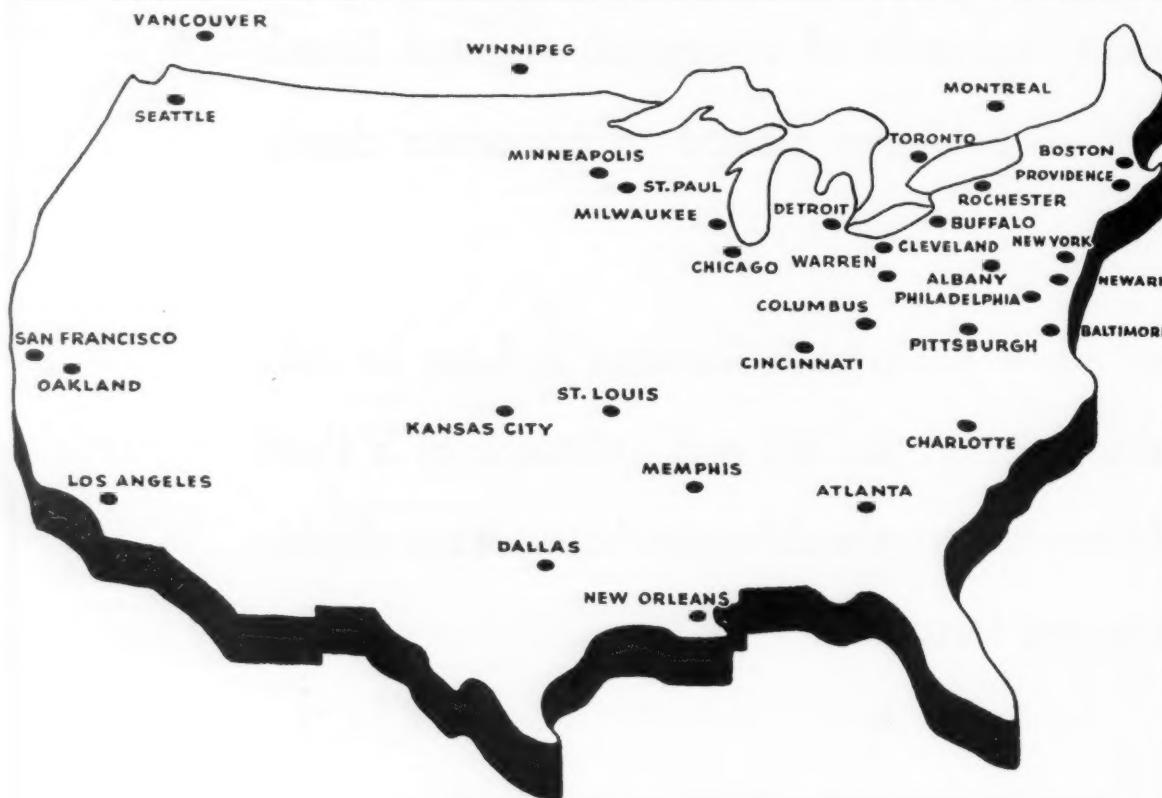 VANCOUVER
WINNIPEG
MONTREAL
SEATTLE
TORONTO
BOSTON
MINNEAPOLIS
PROVIDENCE
ST. PAUL
ROCHESTER
MILWAUKEE
DETROIT
BUFFALO
CLEVELAND
NEW YORK
CHICAGO
WARREN
ALBANY
NEWARK
PHILADELPHIA
COLUMBUS
BALTIMORE
SAN FRANCISCO
PITTSBURGH
CINCINNATI
OAKLAND
ST. LOUIS
KANSAS CITY
CHARLOTTE
MEMPHIS
LOS ANGELES
ATLANTA
DALLAS
NEW ORLEANS